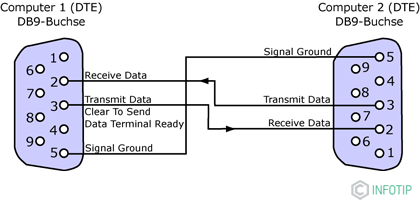 Computer 1 (DTE)
DB9-Buchse
Computer 2 (DTE)
DB9-Buchse
1
6
2
7
3
8
4
9
5
Receive Data
Transmit Data
Clear To Send
Data Terminal Ready
Signal Ground
Signal Ground
Transmit Data
Receive Data
5
9
4
8
3
7
2
6
1
INFOTIP